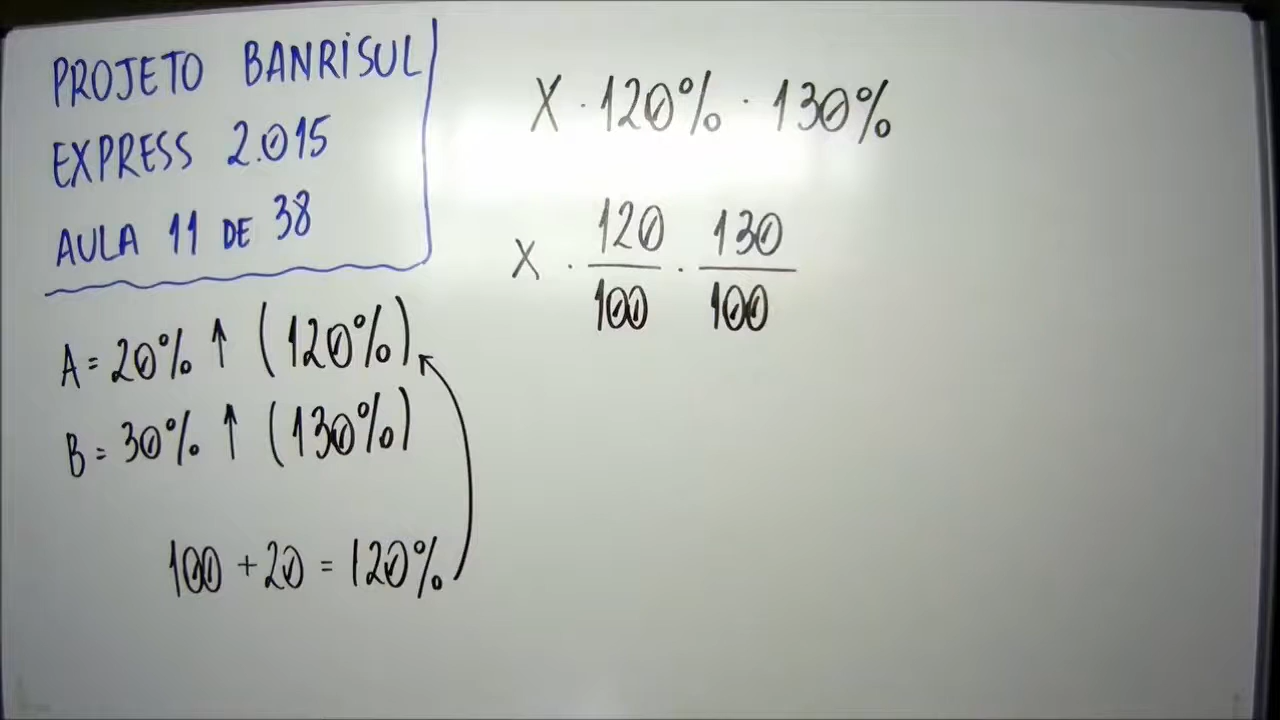 PROJETO BANRISUL
EXPRESS 2.015
AULA 11 DE 38
A = 20% ↑ (120%)
B = 30% ↑ (130%)
100 + 20 = 120%
X · 120% · 130%
X · 120/100 · 130/100